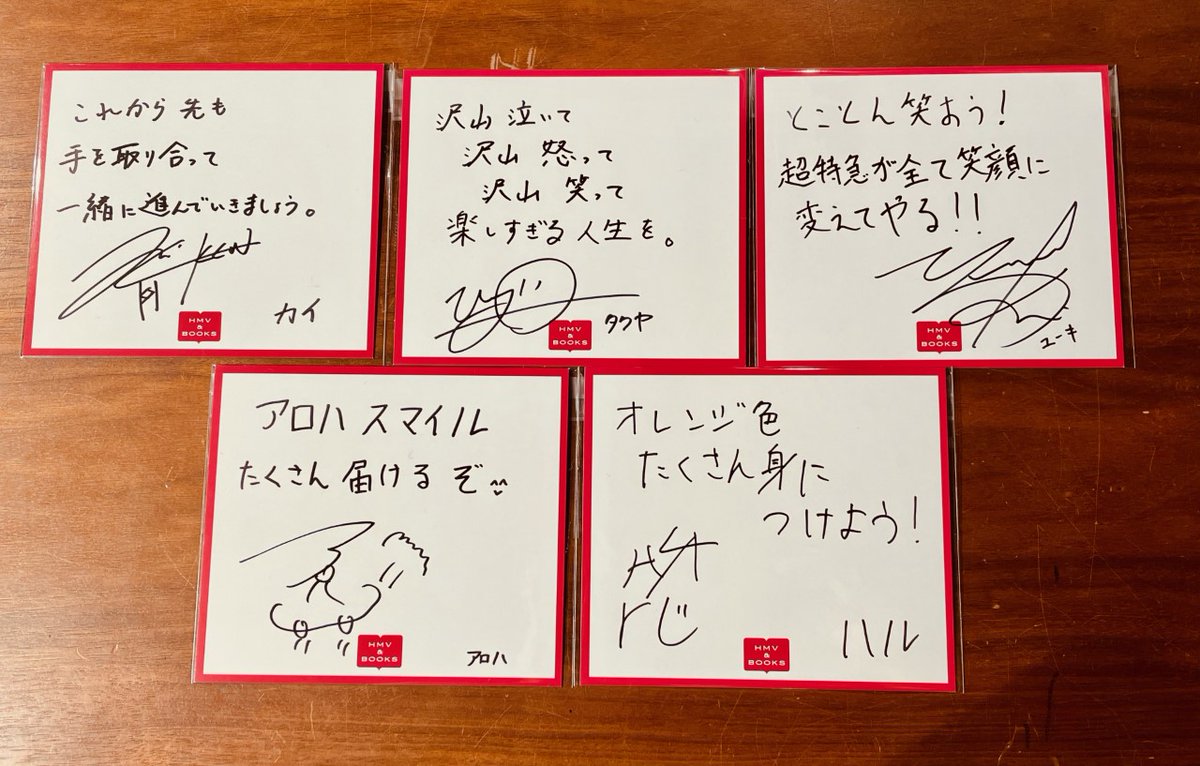 これから 先も
手を取り合って
一緒に進んでいきましょう。
カイ
HMV
&
BOOKS
沢山 泣いて
沢山 怒って
沢山 笑って
楽しすぎる人生を。
タクヤ
HMV
&
BOOKS
とことん笑おう!
超特急が全て笑顔に
変えてやる!!
ユーキ
HMV
&
BOOKS
アロハ スマイル
たくさん 届ける ぞ
アロハ
HMV
&
BOOKS
オレンジ色
たくさん身に
つけよう!
ハル
HMV
&
BOOKS